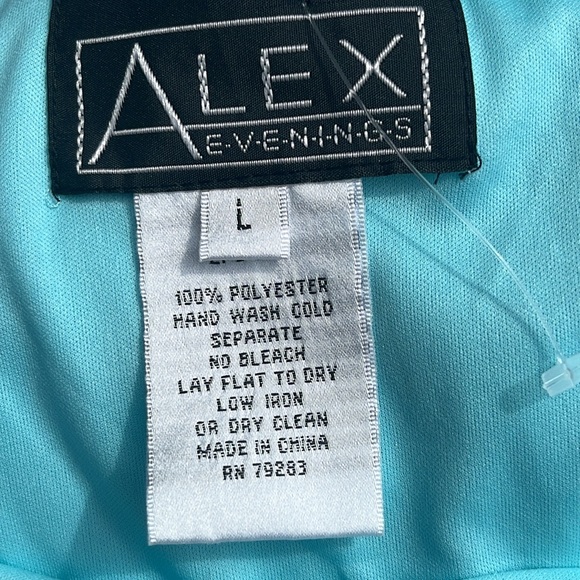 ALEX
E·V·E·N·I·N·G·S
L
100% POLYESTER
HAND WASH COLD
SEPARATE
NO BLEACH
LAY FLAT TO DRY
LOW IRON
OR DRY CLEAN
MADE IN CHINA
RN 79283